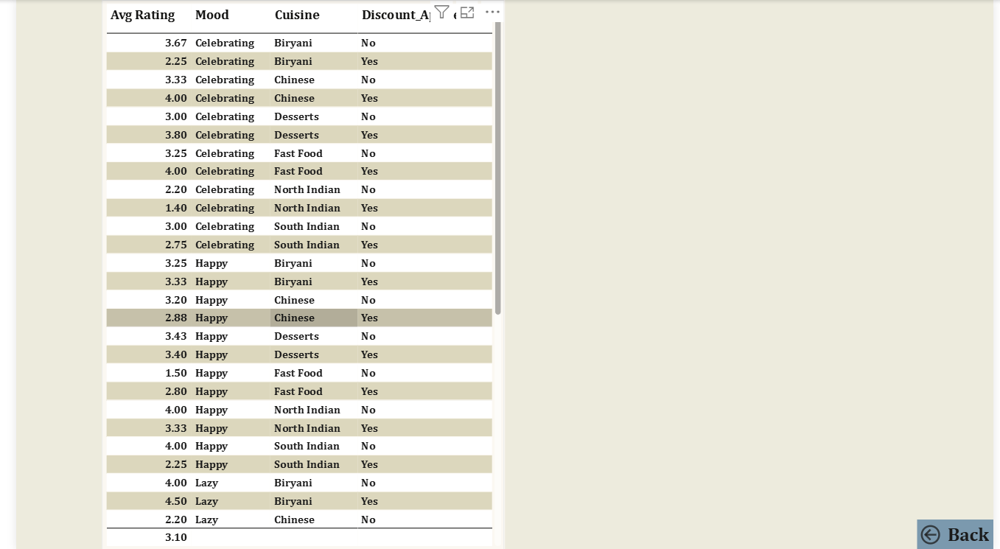 Avg Rating Mood Cuisine Discount_A
3.67 Celebrating Biryani No
2.25 Celebrating Biryani Yes
3.33 Celebrating Chinese No
4.00 Celebrating Chinese Yes
3.00 Celebrating Desserts No
3.80 Celebrating Desserts Yes
3.25 Celebrating Fast Food No
4.00 Celebrating Fast Food Yes
2.20 Celebrating North Indian No
1.40 Celebrating North Indian Yes
3.00 Celebrating South Indian No
2.75 Celebrating South Indian Yes
3.25 Happy Biryani No
3.33 Happy Biryani Yes
3.20 Happy Chinese No
2.88 Happy Chinese Yes
3.43 Happy Desserts No
3.40 Happy Desserts Yes
1.50 Happy Fast Food No
2.80 Happy Fast Food Yes
4.00 Happy North Indian No
3.33 Happy North Indian Yes
4.00 Happy South Indian No
2.25 Happy South Indian Yes
4.00 Lazy Biryani No
4.50 Lazy Biryani Yes
2.20 Lazy Chinese No
3.10
Back